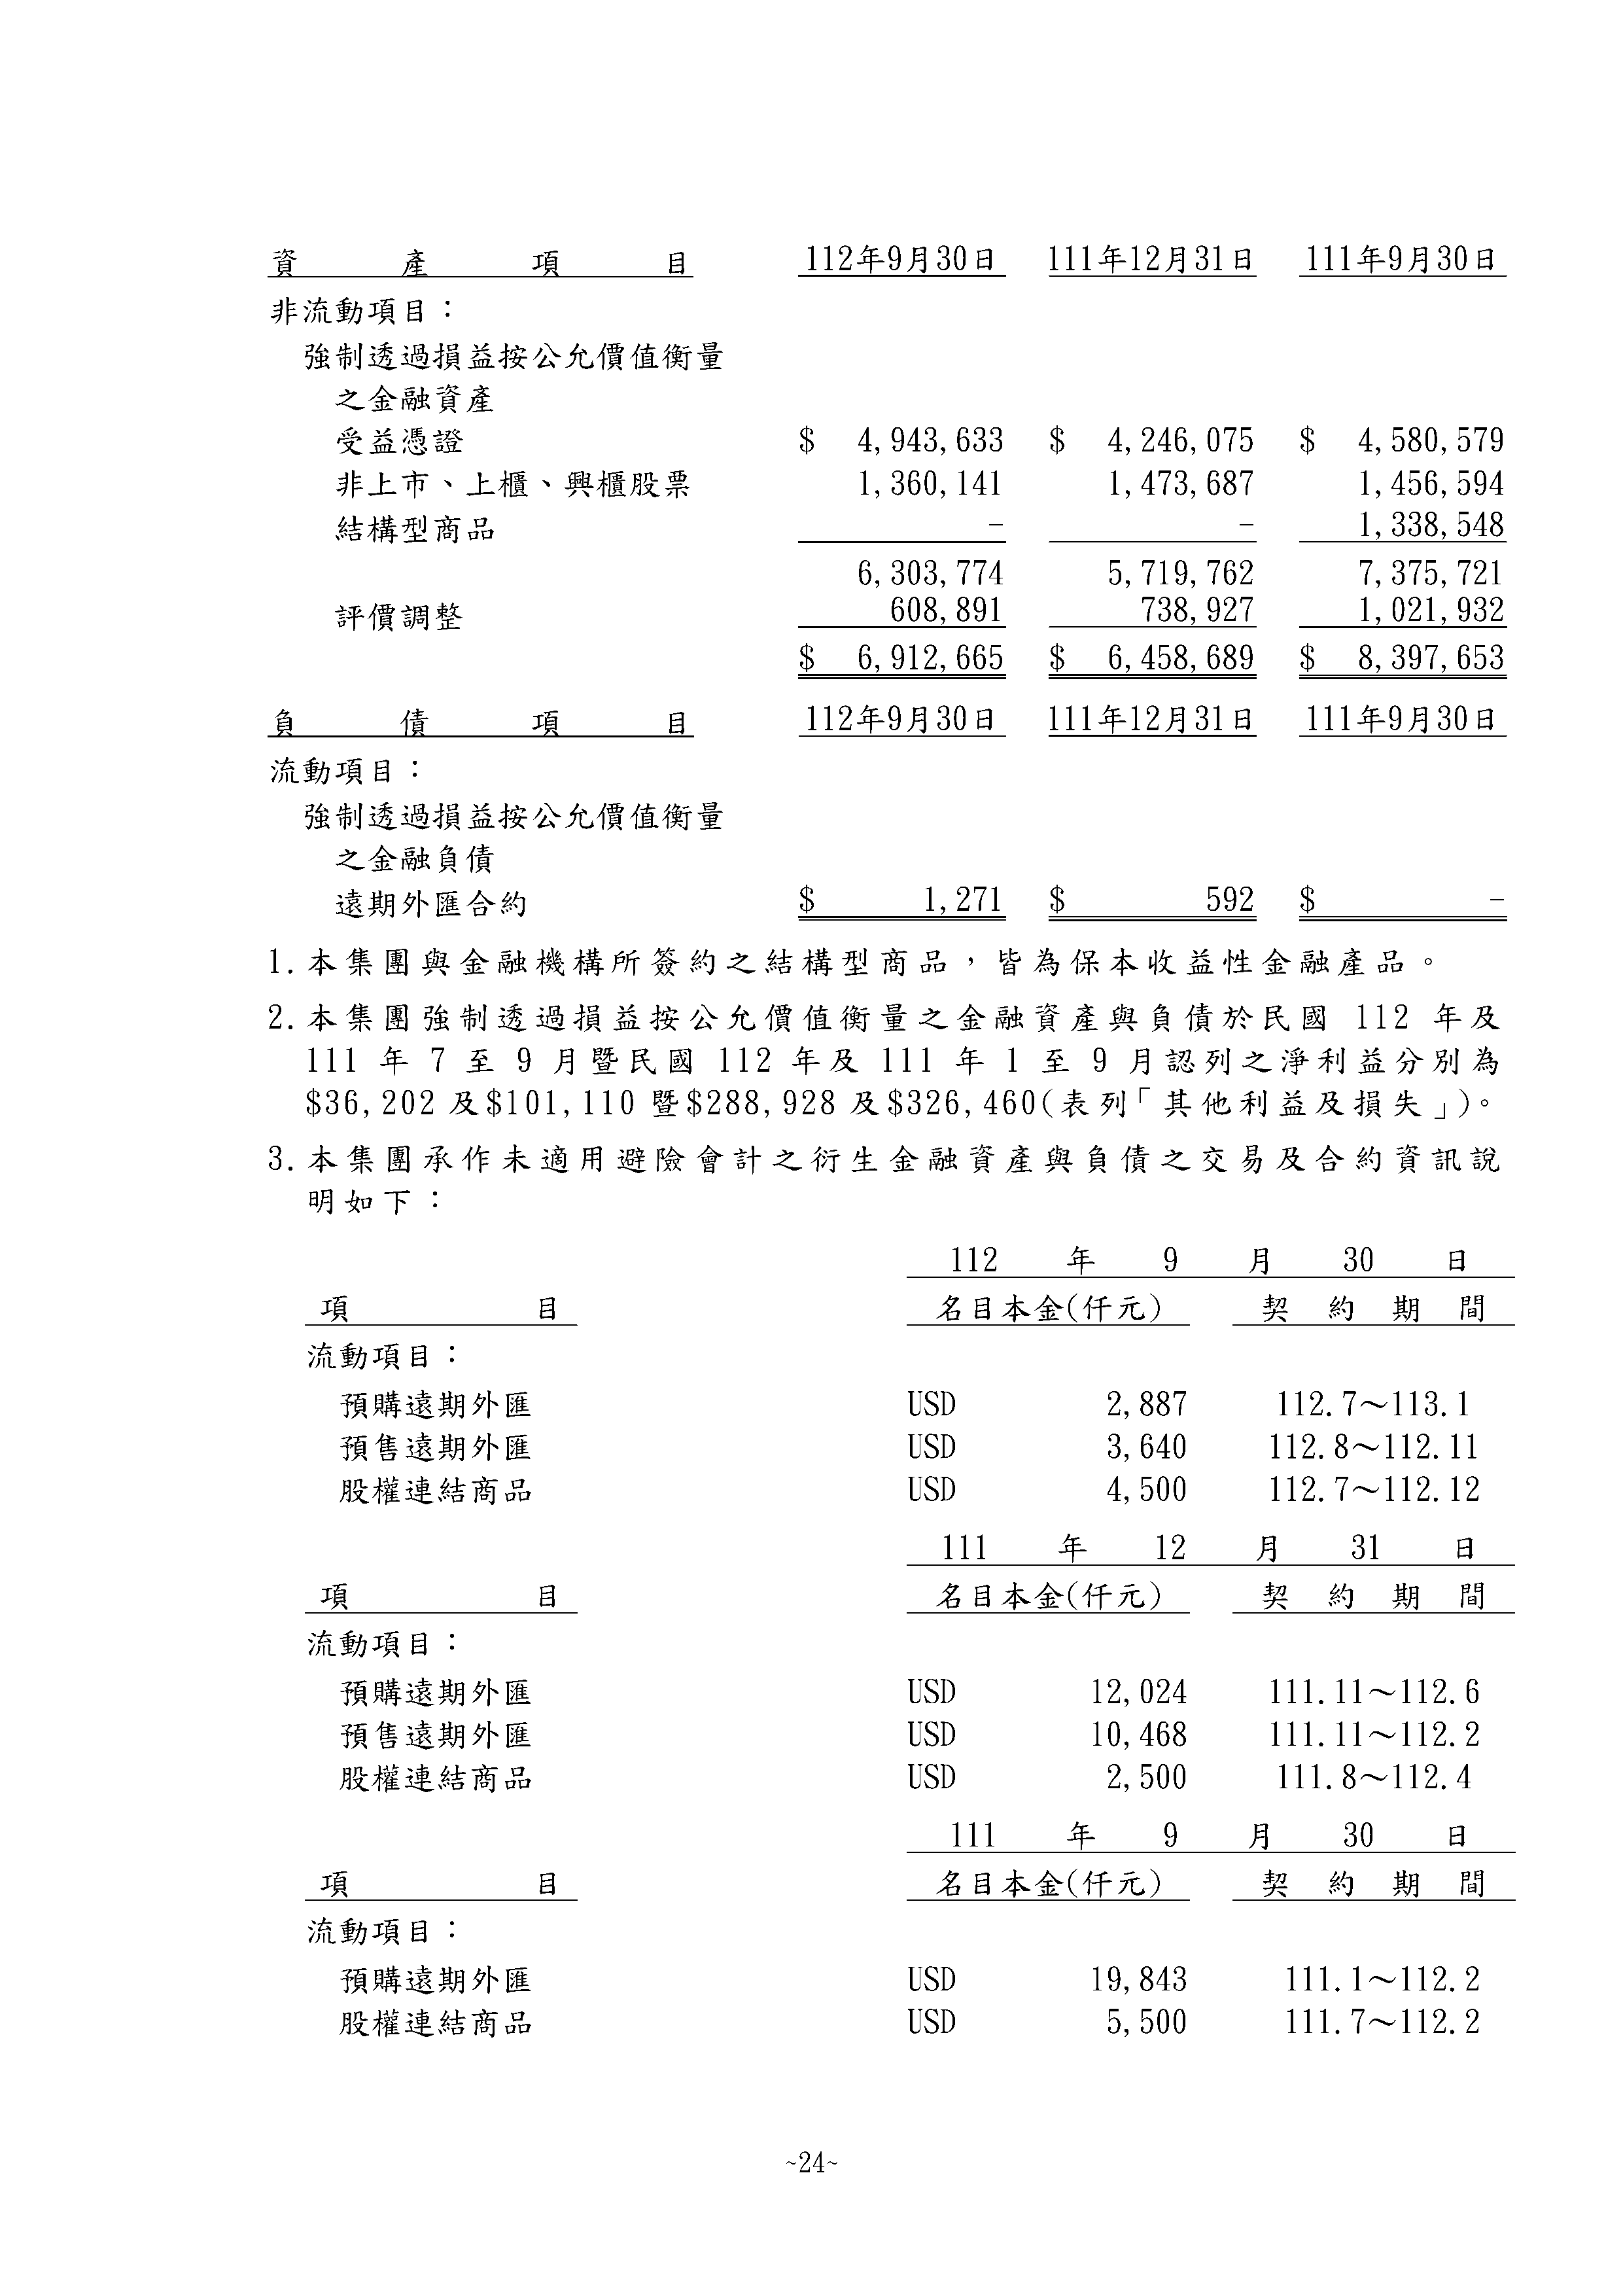 資產項目 112年9月30日 111年12月31日 111年9月30日
非流動項目：
強制透過損益按公允價值衡量
之金融資產
受益憑證 $ 4,943,633 $ 4,246,075 $ 4,580,579
非上市、上櫃、興櫃股票 1,360,141 1,473,687 1,456,594
結構型商品 - - 1,338,548
6,303,774 5,719,762 7,375,721
評價調整 608,891 738,927 1,021,932
$ 6,912,665 $ 6,458,689 $ 8,397,653
負債項目 112年9月30日 111年12月31日 111年9月30日
流動項目：
強制透過損益按公允價值衡量
之金融負債
遠期外匯合約 $ 1,271 $ 592 $ -
1.本集團與金融機構所簽約之結構型商品，皆為保本收益性金融產品。
2.本集團強制透過損益按公允價值衡量之金融資產與負債於民國 112 年及
111 年 7 至 9 月暨民國 112 年及 111 年 1 至 9 月認列之淨利益分別為
$36,202 及$101,110 暨$288,928 及$326,460(表列「其他利益及損失」)。
3.本集團承作未適用避險會計之衍生金融資產與負債之交易及合約資訊說
明如下：
112 年 9 月 30 日
項目 名目本金(仟元) 契約期間
流動項目：
預購遠期外匯 USD 2,887 112.7～113.1
預售遠期外匯 USD 3,640 112.8～112.11
股權連結商品 USD 4,500 112.7～112.12
111 年 12 月 31 日
項目 名目本金(仟元) 契約期間
流動項目：
預購遠期外匯 USD 12,024 111.11～112.6
預售遠期外匯 USD 10,468 111.11～112.2
股權連結商品 USD 2,500 111.8～112.4
111 年 9 月 30 日
項目 名目本金(仟元) 契約期間
流動項目：
預購遠期外匯 USD 19,843 111.1～112.2
股權連結商品 USD 5,500 111.7～112.2
~24~